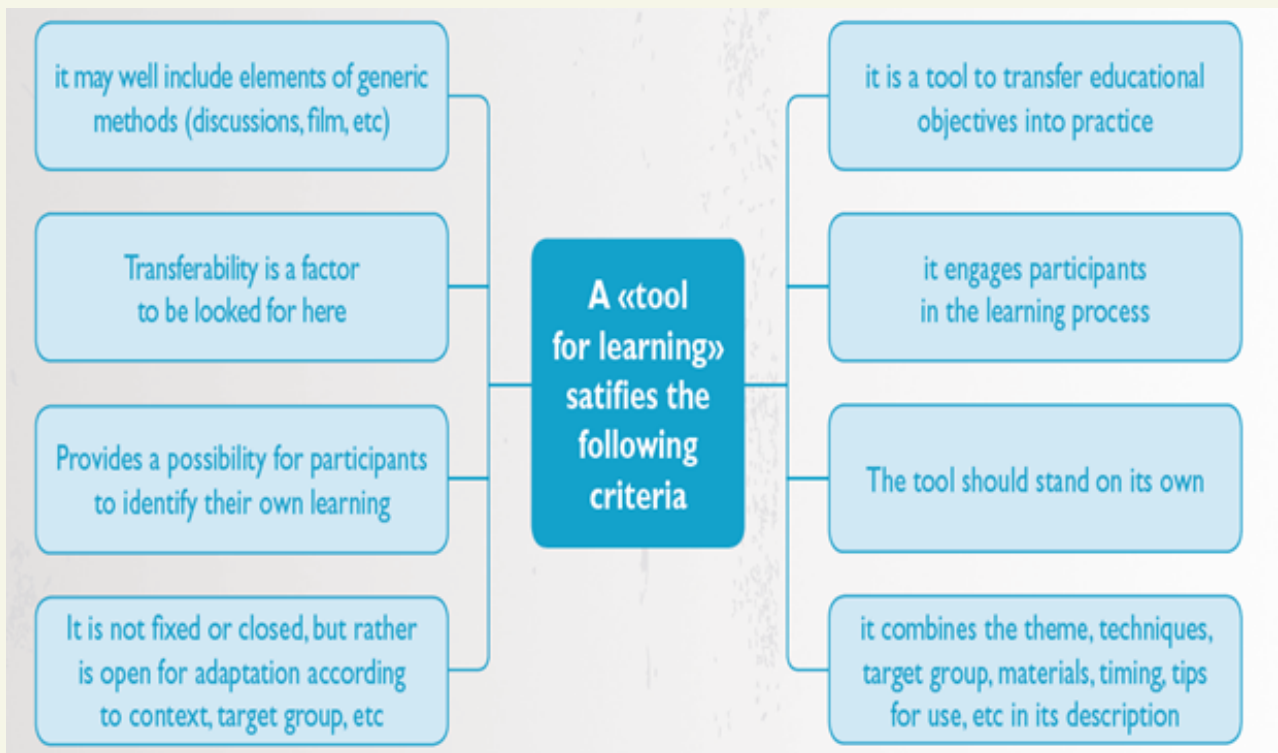 it may well include elements of generic
methods (discussions, film, etc)
Transferability is a factor
to be looked for here
Provides a possibility for participants
to identify their own learning
It is not fixed or closed, but rather
is open for adaptation according
to context, target group, etc
A «tool
for learning»
satifies the
following
criteria
it is a tool to transfer educational
objectives into practice
it engages participants
in the learning process
The tool should stand on its own
it combines the theme, techniques,
target group, materials, timing, tips
for use, etc in its description